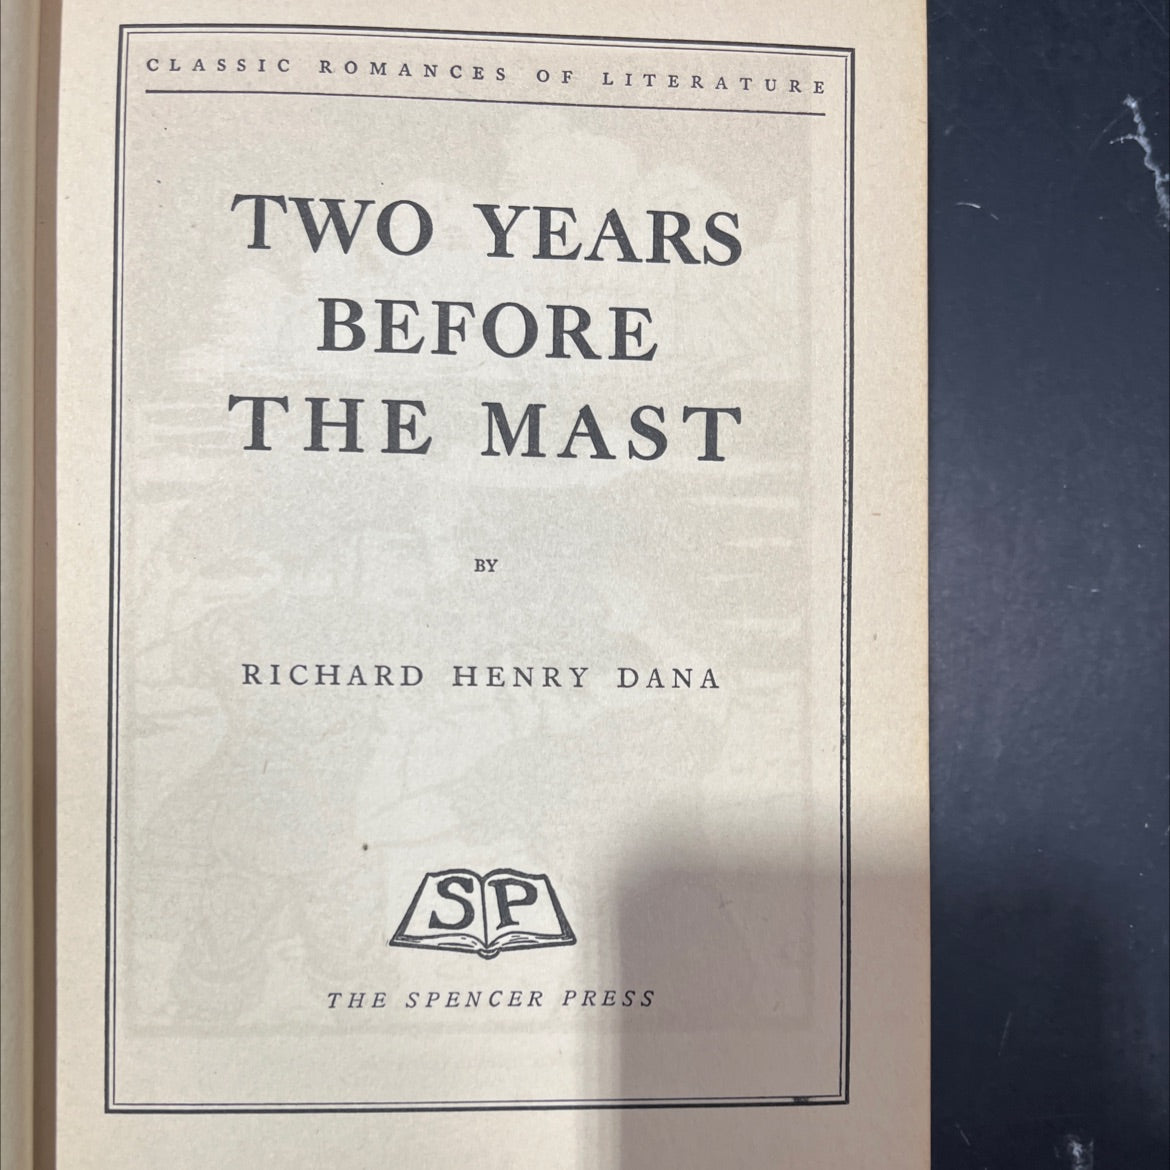 CLASSIC ROMANCES OF LITERATURE
TWO YEARS
BEFORE
THE MAST
BY
RICHARD HENRY DANA
SP
THE SPENCER PRESS